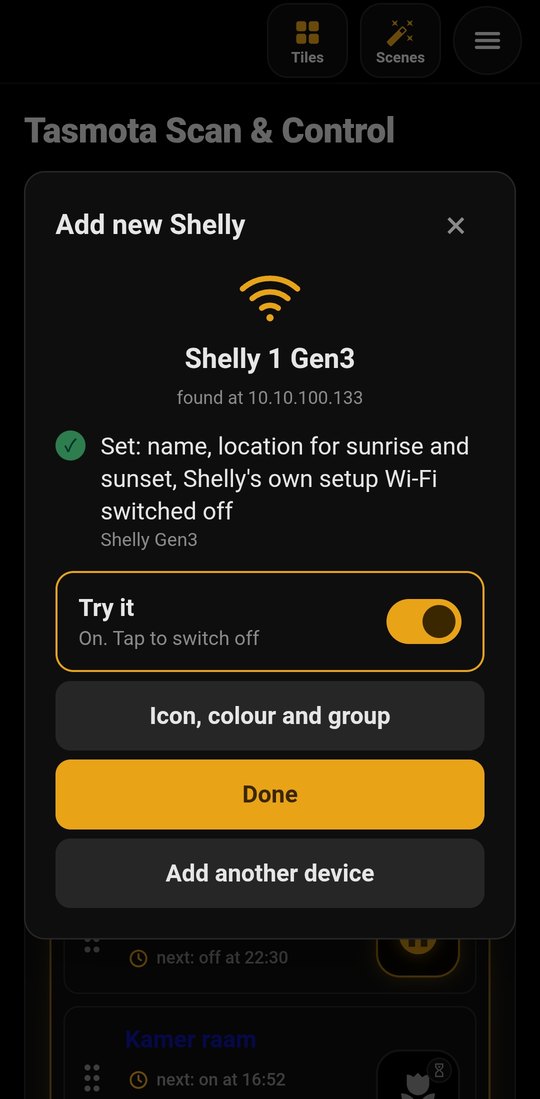 Tiles
Scenes
Tasmota Scan & Control
Add new Shelly
Shelly 1 Gen3
found at 10.10.100.133
Set: name, location for sunrise and
sunset, Shelly's own setup Wi-Fi
switched off
Shelly Gen3
Try it
On. Tap to switch off
Icon, colour and group
Done
Add another device
next: off at 22:30
Kamer raam
next: on at 16:52